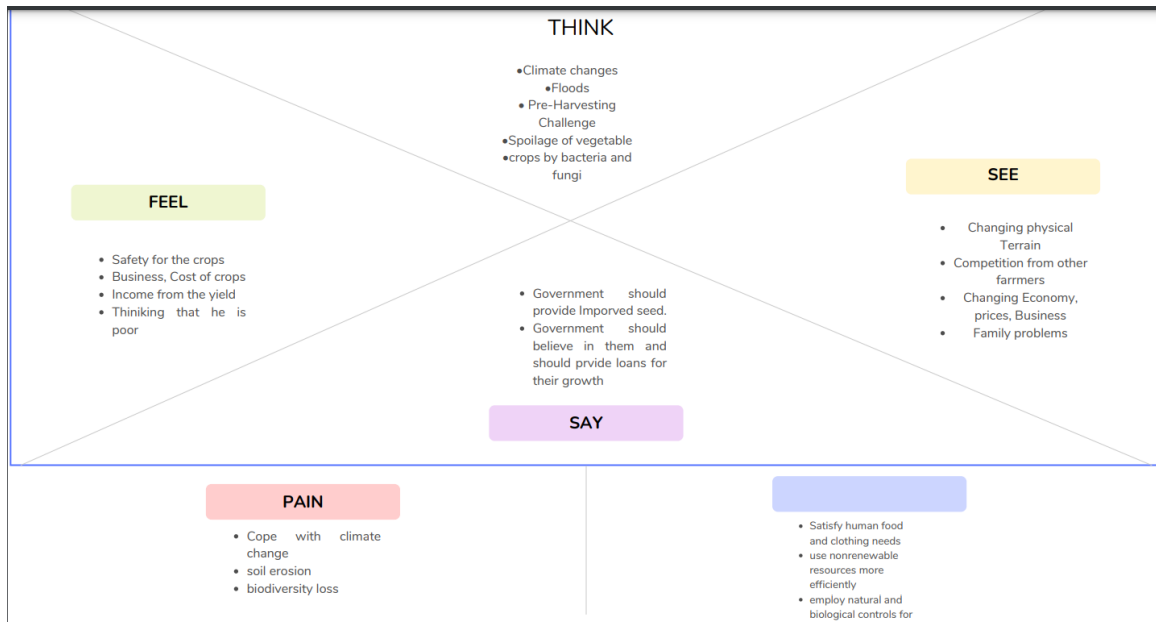 THINK
•Climate changes
•Floods
• Pre-Harvesting
Challenge
•Spoilage of vegetable
•crops by bacteria and
fungi
FEEL
• Safety for the crops
• Business, Cost of crops
• Income from the yield
• Thiniking that he is
poor
SEE
• Changing physical
Terrain
• Competition from other
farrmers
• Changing Economy,
prices, Business
• Family problems
• Government should
provide Imporved seed.
• Government should
believe in them and
should prvide loans for
their growth
SAY
PAIN
• Cope with climate
change
• soil erosion
• biodiversity loss
• Satisfy human food
and clothing needs
• use nonrenewable
resources more
efficiently
• employ natural and
biological controls for